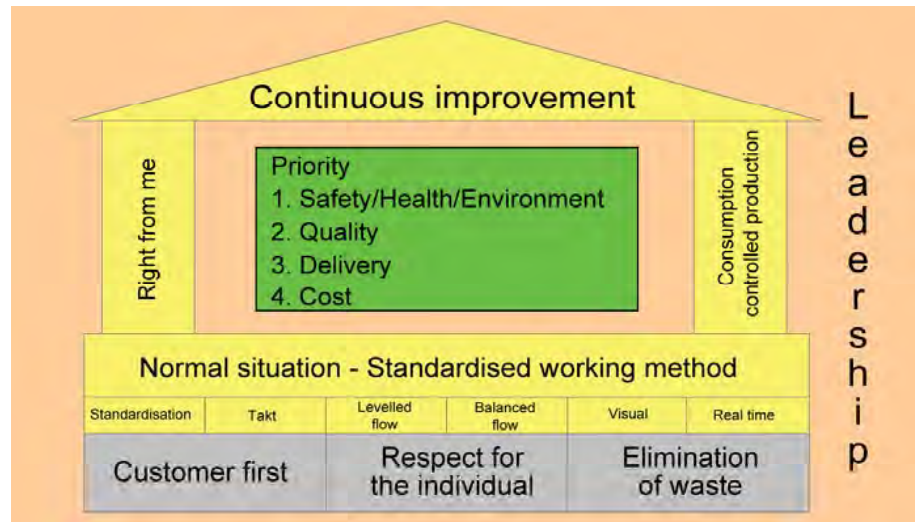 Continuous improvement
Right from me
Priority
1. Safety/Health/Environment
2. Quality
3. Delivery
4. Cost
Consumption
controlled production
Normal situation - Standardised working method
Standardisation
Takt
Levelled
flow
Balanced
flow
Visual
Real time
Customer first
Respect for
the individual
Elimination
of waste
Leadership